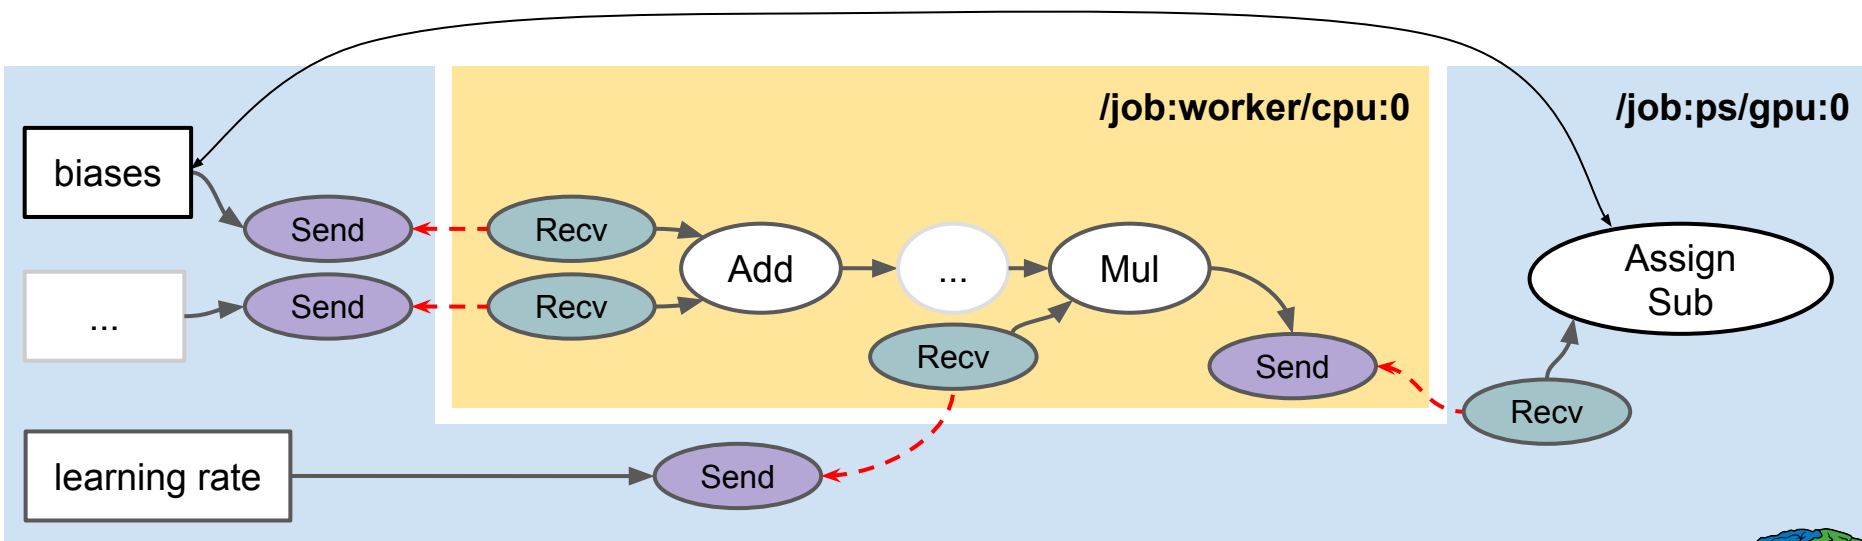 /job:worker/cpu:0
/job:ps/gpu:0
biases
Send
Recv
Add
...
Mul
Assign
Sub
...
Send
Recv
Recv
Send
Recv
learning rate
Send